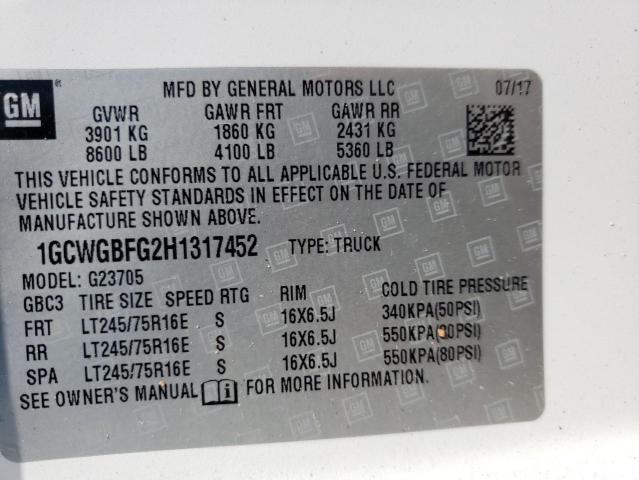 GM
MFD BY GENERAL MOTORS LLC 07/17
GVWR GAWR FRT GAWR RR
3901 KG 1860 KG 2431 KG
8600 LB 4100 LB 5360 LB
THIS VEHICLE CONFORMS TO ALL APPLICABLE U.S. FEDERAL MOTOR
VEHICLE SAFETY STANDARDS IN EFFECT ON THE DATE OF
MANUFACTURE SHOWN ABOVE.
1GCWGBFG2H1317452 TYPE: TRUCK
MODEL: G23705
GBC3 TIRE SIZE SPEED RTG RIM COLD TIRE PRESSURE
FRT LT245/75R16E S 16X6.5J 340KPA(50PSI)
RR LT245/75R16E S 16X6.5J 550KPA(80PSI)
SPA LT245/75R16E S 16X6.5J 550KPA(80PSI)
SEE OWNER'S MANUAL FOR MORE INFORMATION.